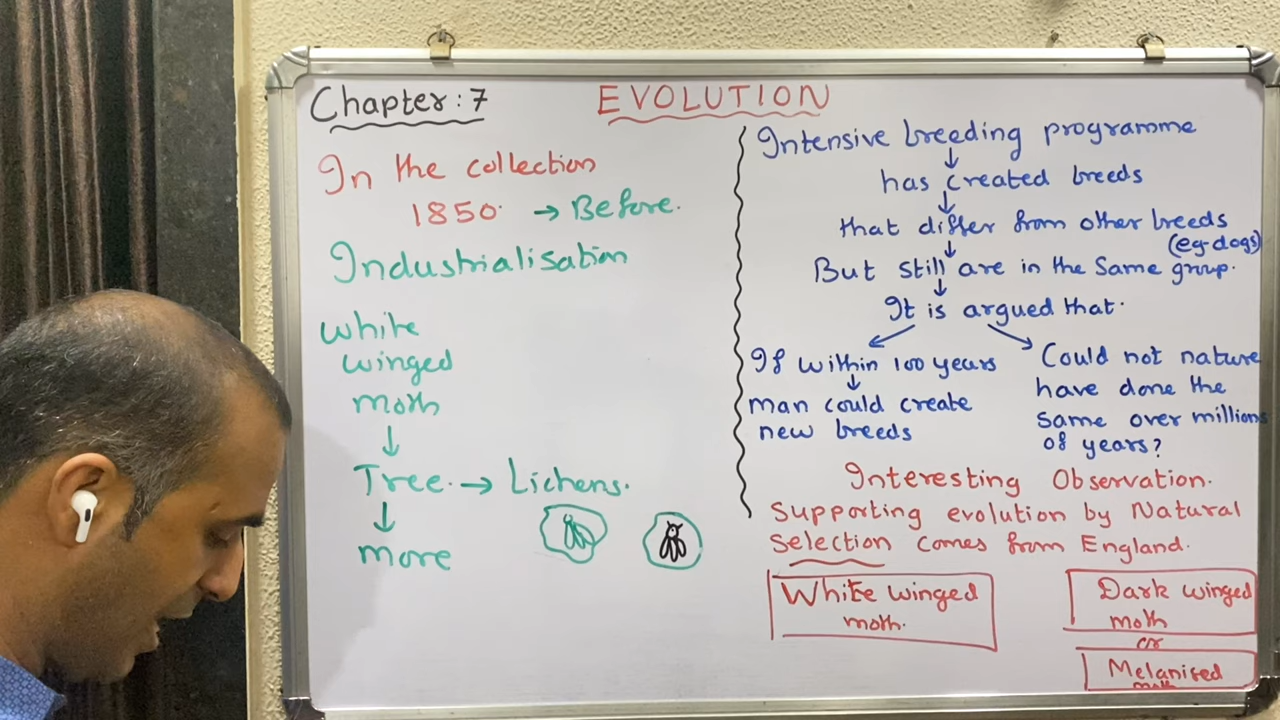 Chapter: 7
EVOLUTION
In the collection
1850. → Before.
Industrialisation
White
winged
moth
↓
Tree. → Lichens.
↓
more
Intensive breeding programme
↓
has created breeds
↓
that differ from other breeds
(eg-dogs)
↓
But still are in the Same group.
↓
It is argued that.
If within 100 years
↓
man could create
new breeds
Could not nature
have done the
same over millions
of years?
Interesting Observation.
Supporting evolution by Natural
Selection comes from England.
White winged
moth.
Dark winged
moth
or
Melanised
moth